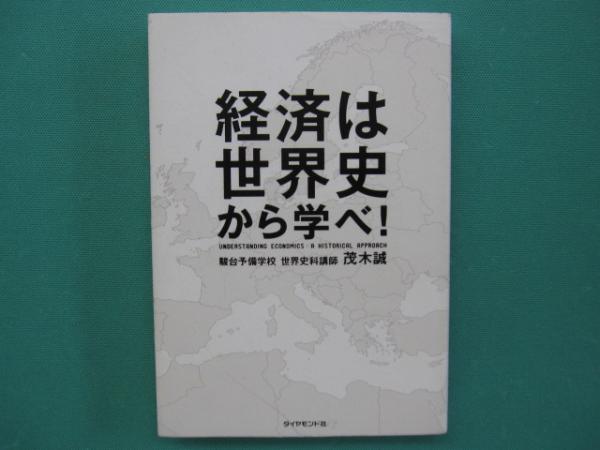 経済は
世界史
から学べ!
UNDERSTANDING ECONOMICS : A HISTORICAL APPROACH
駿台予備学校 世界史科講師 茂木誠
ダイヤモンド社